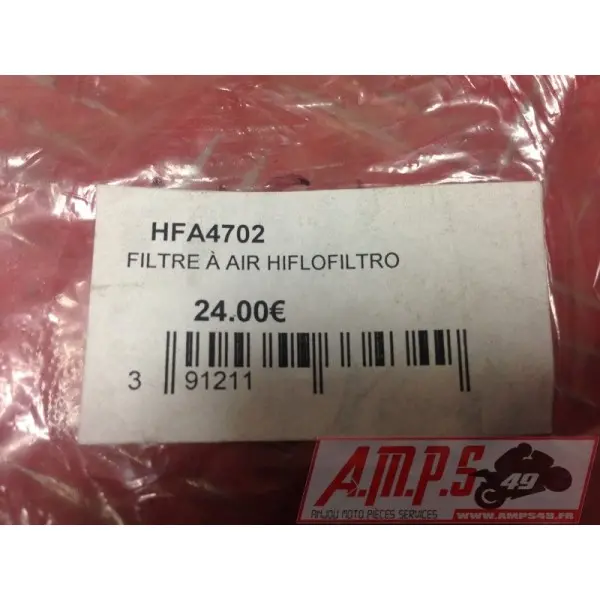 HFA4702
FILTRE À AIR HIFLOFILTRO
24.00€
3 91211
A.M.P.S 49
ANJOU MOTO PIÈCES SERVICES
WWW.AMPS49.FR